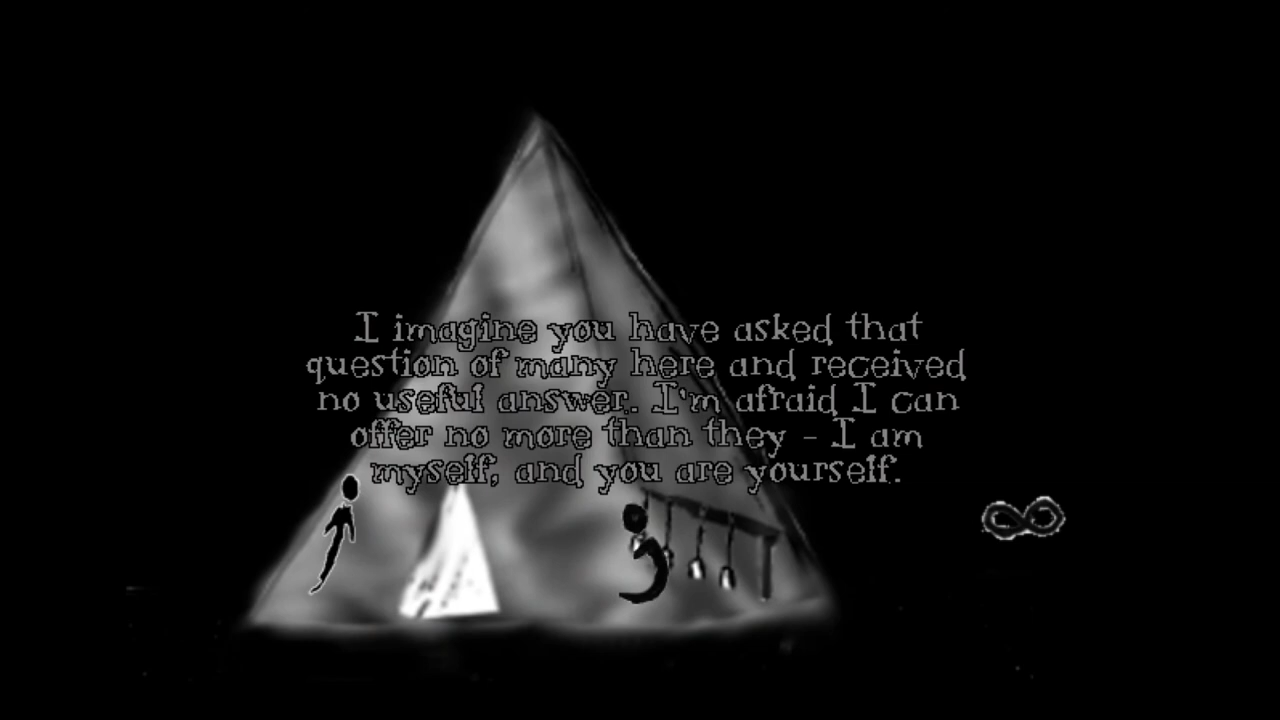 I imagine you have asked that
question of many here and received
no useful answer. I'm afraid I can
offer no more than they - I am
myself, and you are yourself.